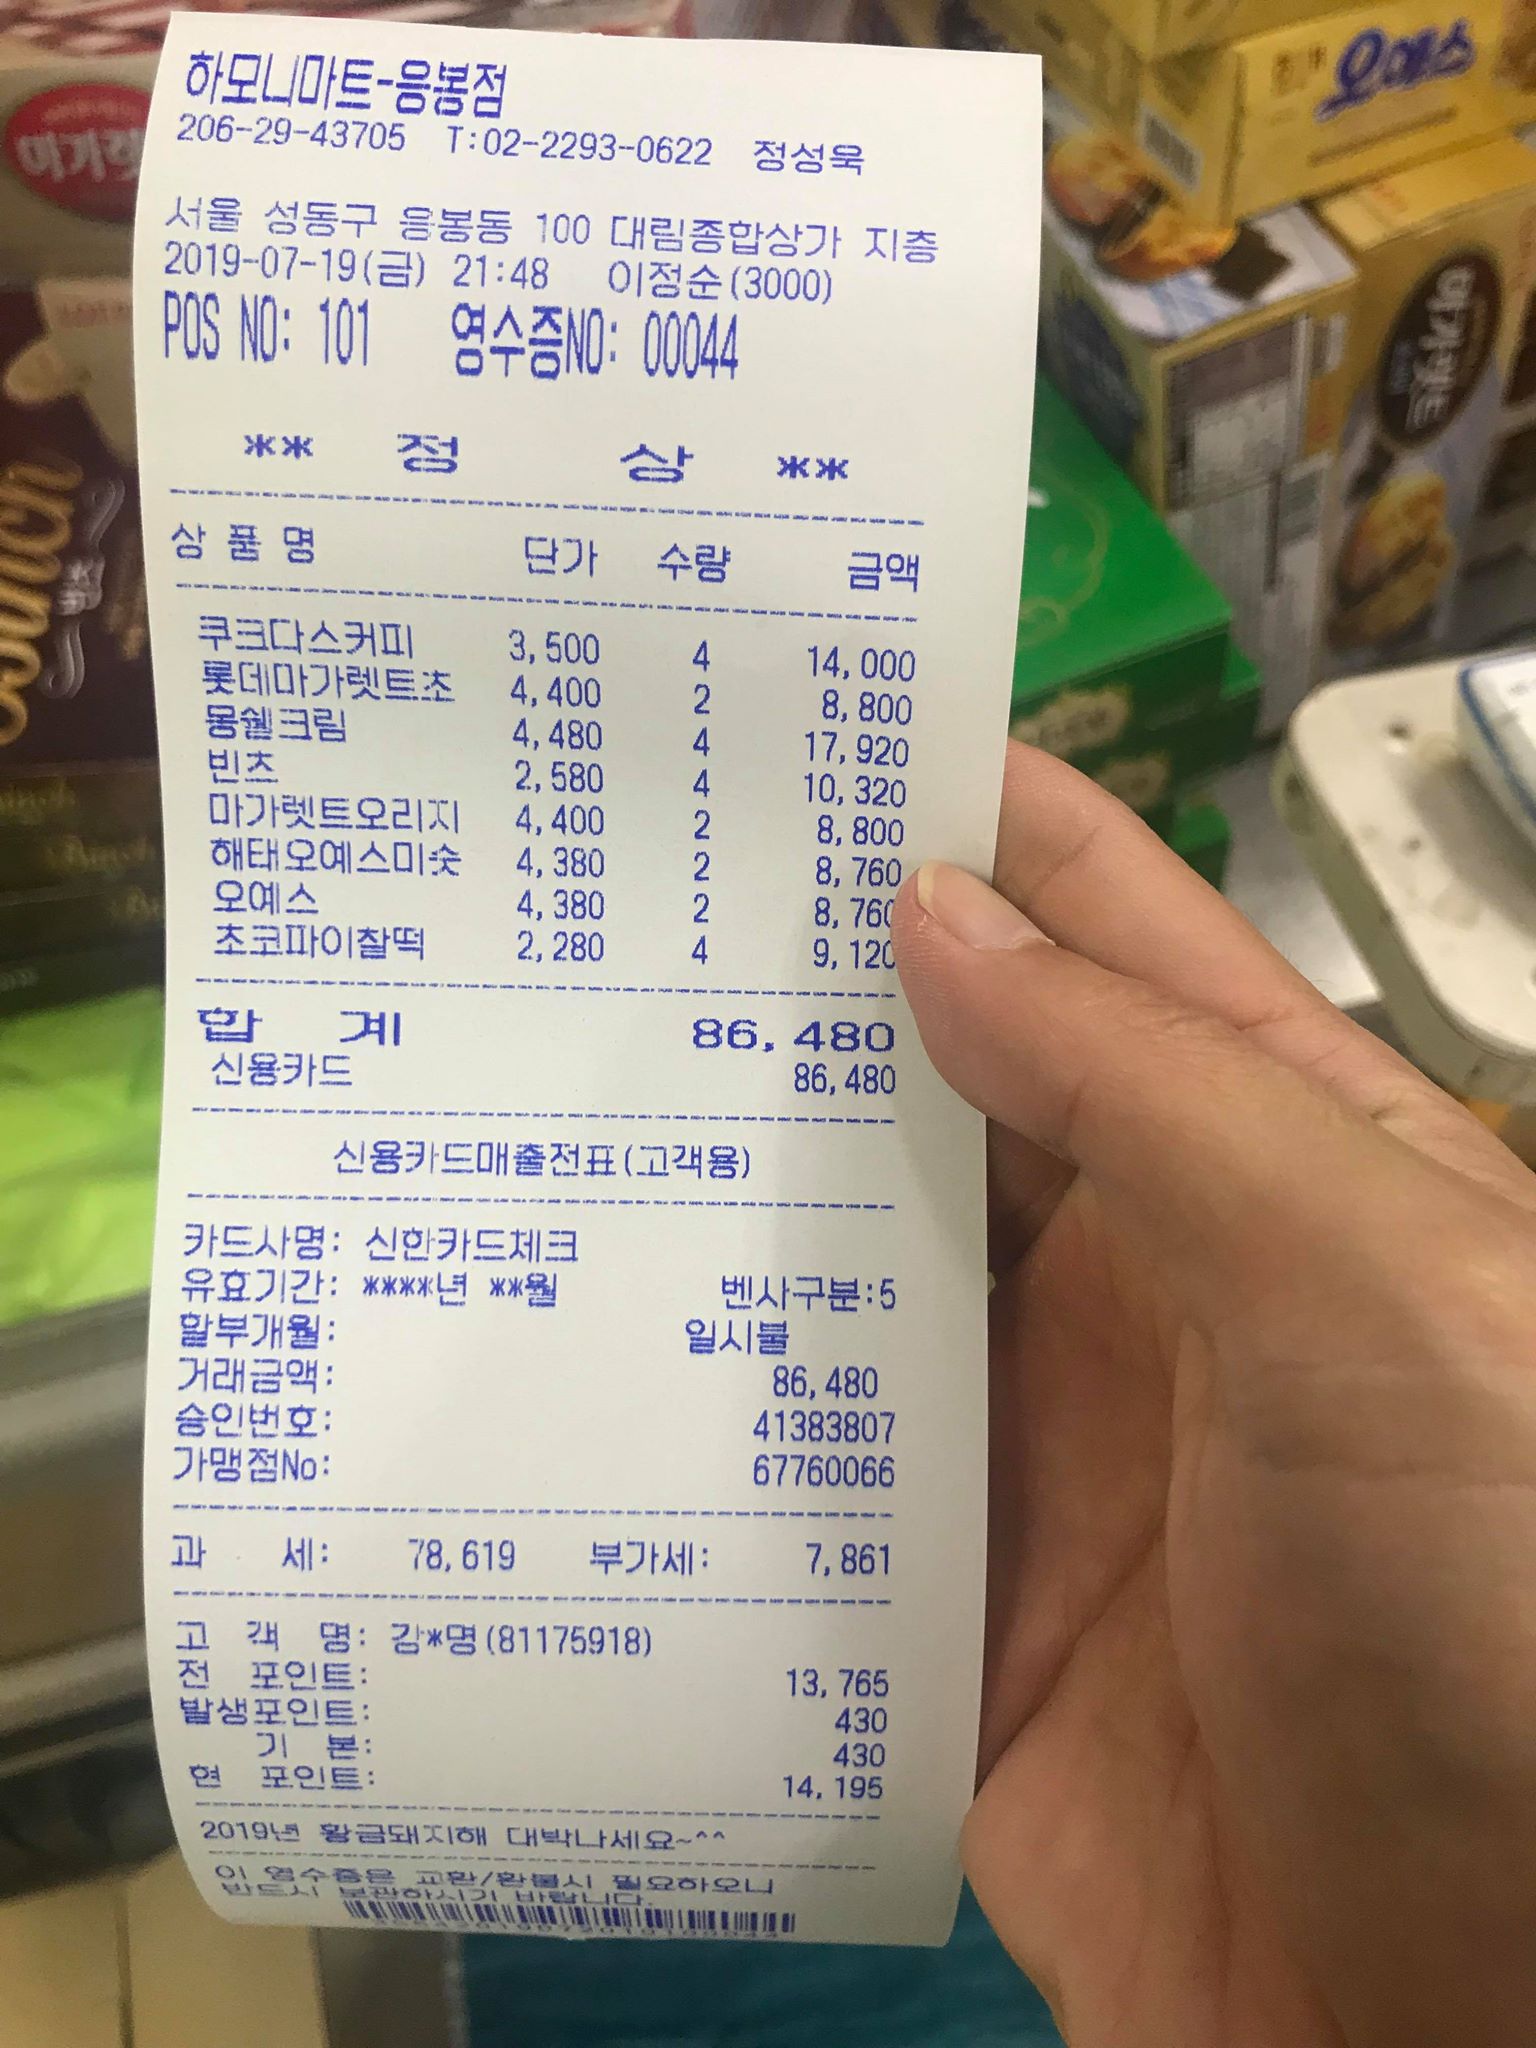 하모니마트-응봉점
206-29-43705 T:02-2293-0622 정성욱
서울 성동구 응봉동 100 대림종합상가 지층
2019-07-19(금) 21:48 이정순(3000)
POS NO: 101 영수증NO: 00044
** 정 상 **
상 품 명 단가 수량 금액
쿠크다스커피 3,500 4 14,000
롯데마가렛트초 4,400 2 8,800
몽쉘크림 4,480 4 17,920
빈츠 2,580 4 10,320
마가렛트오리지 4,400 2 8,800
해태오예스미숫 4,380 2 8,760
오예스 4,380 2 8,760
초코파이찰떡 2,280 4 9,120
합 계 86,480
신용카드 86,480
신용카드매출전표(고객용)
카드사명: 신한카드체크
유효기간: ****년 **월 벤사구분:5
할부개월: 일시불
거래금액: 86,480
승인번호: 41383807
가맹점No: 67760066
과 세: 78,619 부가세: 7,861
고 객 명: 김*명(81175918)
전 포인트: 13,765
발생포인트: 430
기 본: 430
현 포인트: 14,195
2019년 황금돼지해 대박나세요~^^
이 영수증은 교환/환불시 필요하오니
반드시 보관하시기 바랍니다.
오예스
마가렛트